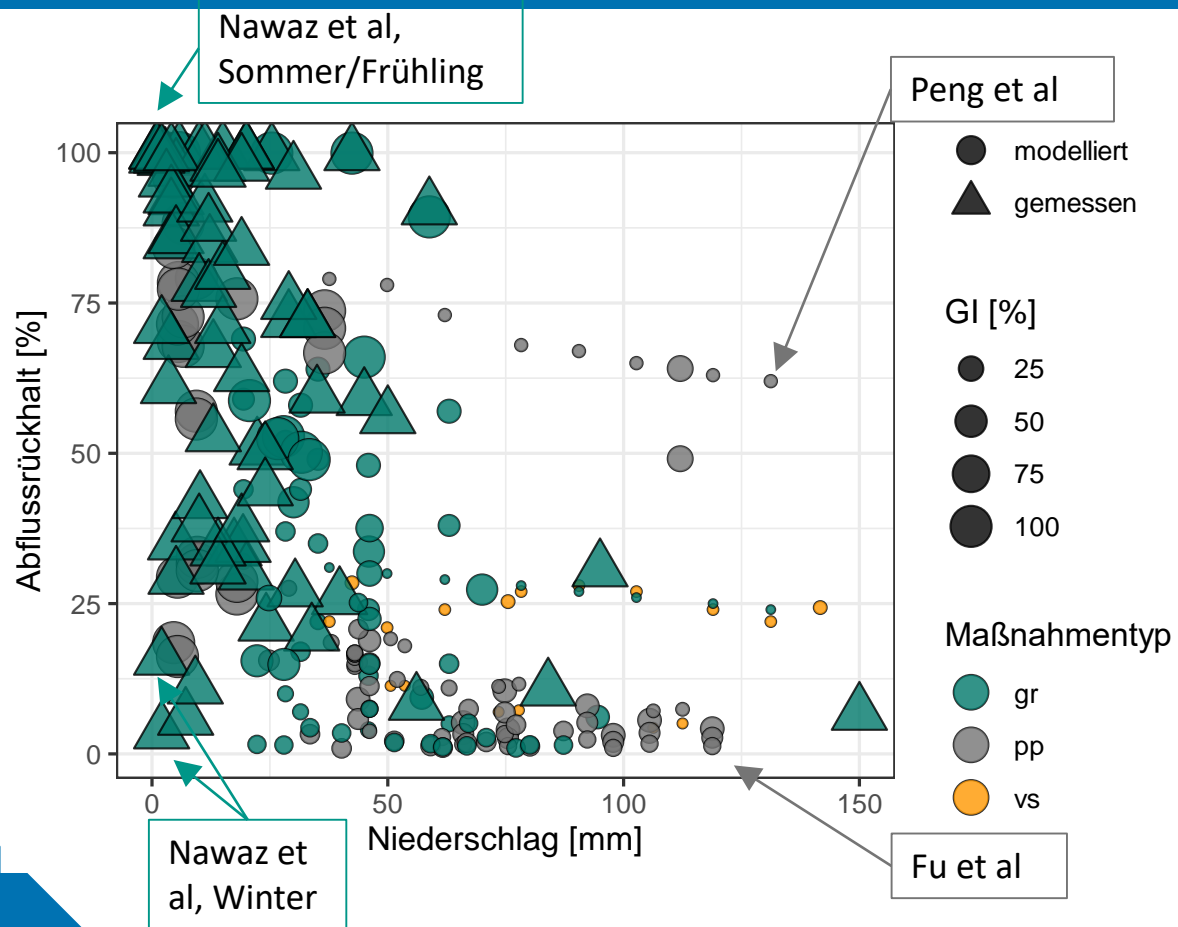 Nawaz et al,
Sommer/Frühling
Peng et al
modelliert
gemessen
GI [%]
25
50
75
100
Maßnahmentyp
gr
pp
vs
Abflussrückhalt [%]
100
75
50
25
0
0
50
100
150
Niederschlag [mm]
Nawaz et
al, Winter
Fu et al